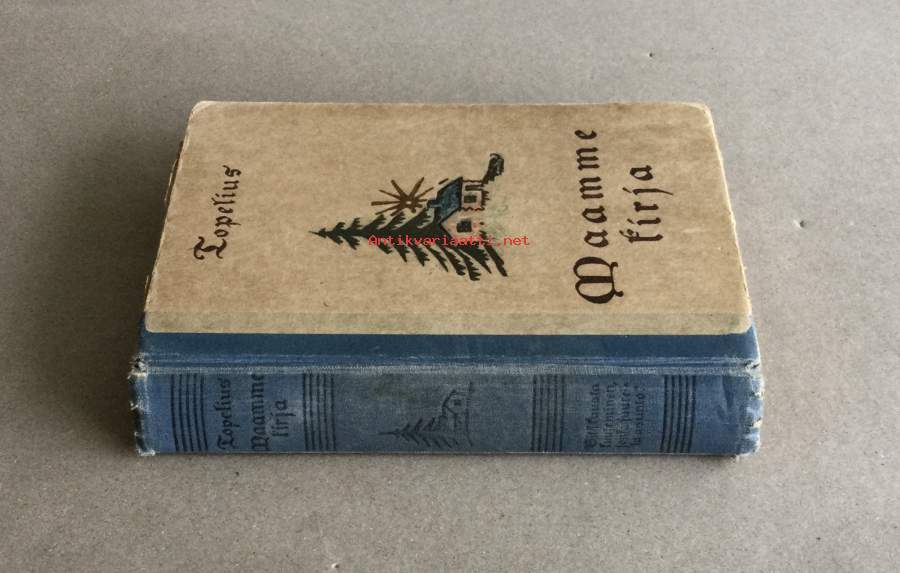 Topelius
Maamme
kirja
Antikvariaatti.net
Topelius
Maamme
kirja